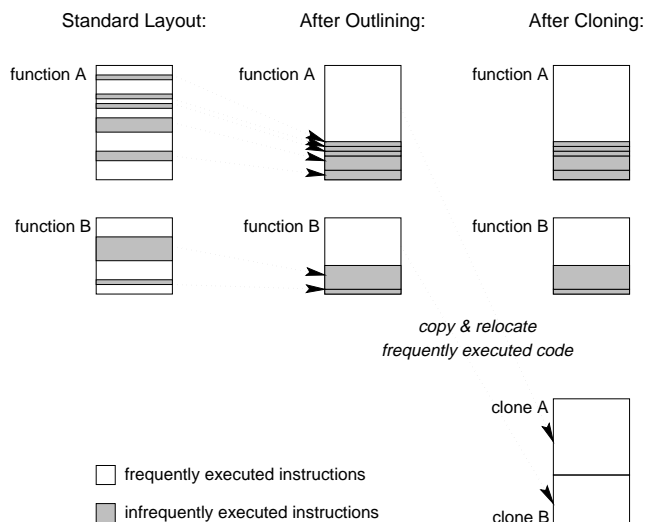 Standard Layout: After Outlining: After Cloning:
function A function A function A
function B function B function B
copy & relocate
frequently executed code
clone A
frequently executed instructions
infrequently executed instructions
clone B